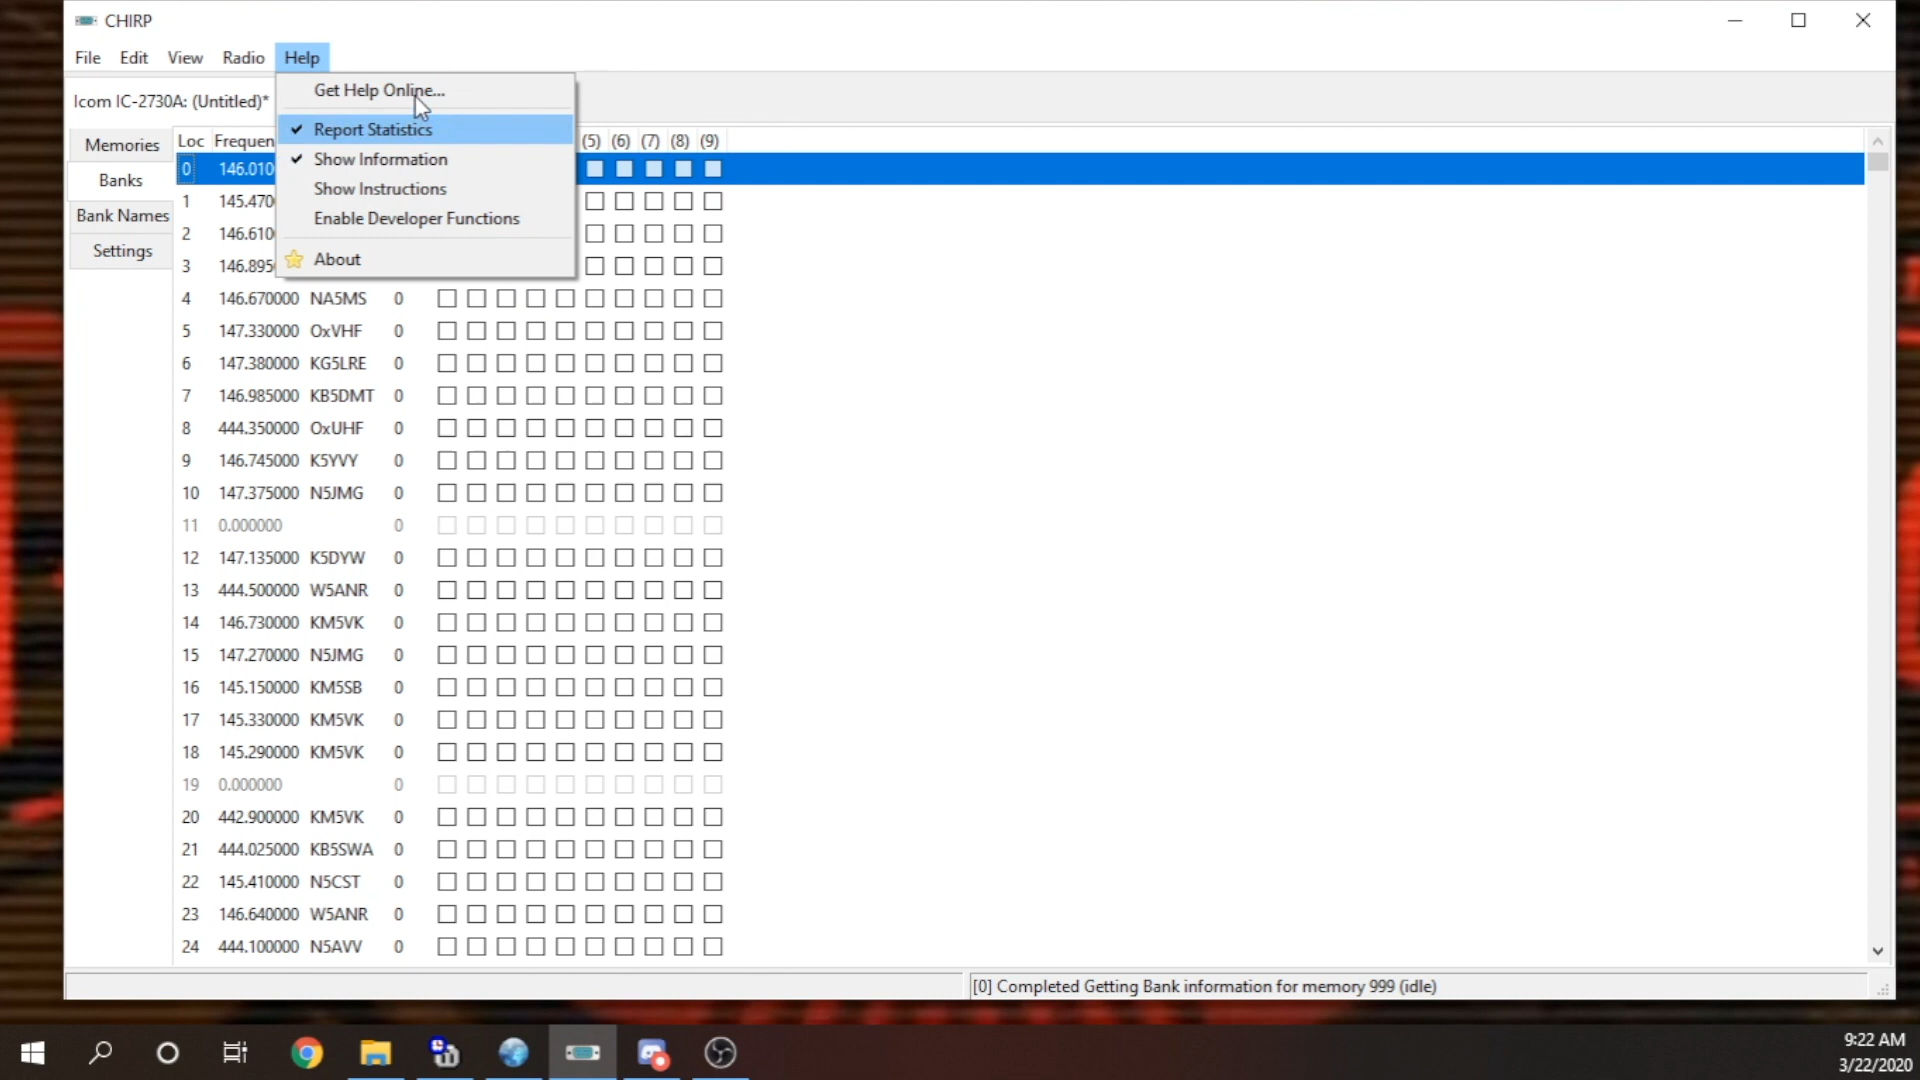 CHIRP
File Edit View Radio Help
Get Help Online...
Icom IC-2730A: (Untitled)*
Report Statistics
Show Information
Show Instructions
Enable Developer Functions
About
Memories
Banks
Bank Names
Settings
Loc Frequen (5) (6) (7) (8) (9)
0 146.010
1 145.470
2 146.610
3 146.895
4 146.670000 NA5MS 0
5 147.330000 OxVHF 0
6 147.380000 KG5LRE 0
7 146.985000 KB5DMT 0
8 444.350000 OxUHF 0
9 146.745000 K5YVY 0
10 147.375000 N5JMG 0
11 0.000000 0
12 147.135000 K5DYW 0
13 444.500000 W5ANR 0
14 146.730000 KM5VK 0
15 147.270000 N5JMG 0
16 145.150000 KM5SB 0
17 145.330000 KM5VK 0
18 145.290000 KM5VK 0
19 0.000000 0
20 442.900000 KM5VK 0
21 444.025000 KB5SWA 0
22 145.410000 N5CST 0
23 146.640000 W5ANR 0
24 444.100000 N5AVV 0
[0] Completed Getting Bank information for memory 999 (idle)
9:22 AM
3/22/2020